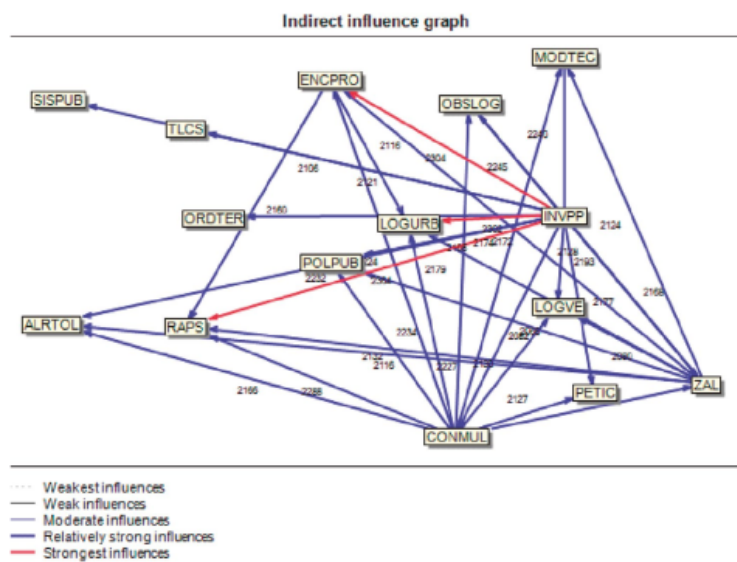 Indirect influence graph
MODTEC
ENCPRO
SISPUB
OBSLOG
TLCS
2240
2116
2304
2245
2106
2121
ORDTER
2160
LOGURB
INVPP
2124
2172
POLPUB
2179
2193
2232
2177
2168
LOGVE
ALRTOL
RAPS
2234
2132
2116
2227
ZAL
2166
2286
2127
PETIC
CONMUL
Weakest influences
Weak influences
Moderate influences
Relatively strong influences
Strongest influences